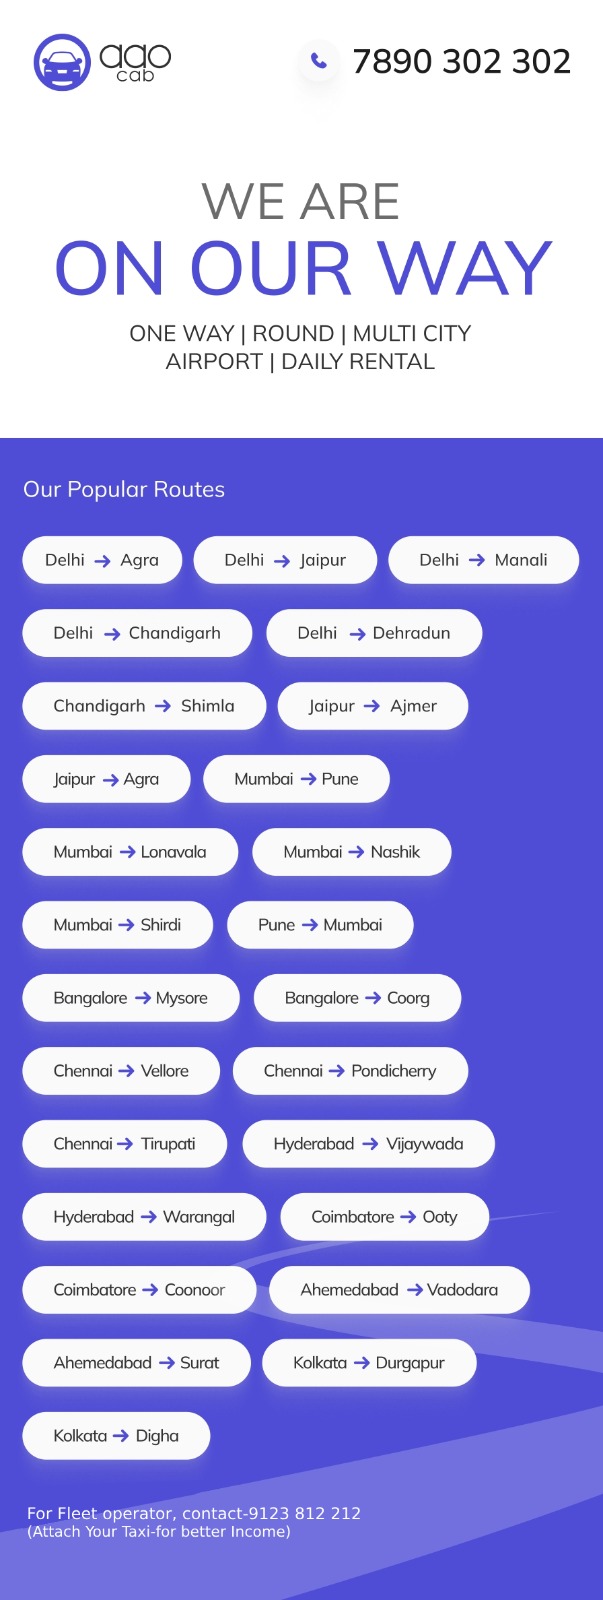 aao
cab
7890 302 302
WE ARE
ON OUR WAY
ONE WAY | ROUND | MULTI CITY
AIRPORT | DAILY RENTAL
Our Popular Routes
Delhi → Agra
Delhi → Jaipur
Delhi → Manali
Delhi → Chandigarh
Delhi → Dehradun
Chandigarh → Shimla
Jaipur → Ajmer
Jaipur → Agra
Mumbai → Pune
Mumbai → Lonavala
Mumbai → Nashik
Mumbai → Shirdi
Pune → Mumbai
Bangalore → Mysore
Bangalore → Coorg
Chennai → Vellore
Chennai → Pondicherry
Chennai → Tirupati
Hyderabad → Vijaywada
Hyderabad → Warangal
Coimbatore → Ooty
Coimbatore → Coonoor
Ahemedabad → Vadodara
Ahemedabad → Surat
Kolkata → Durgapur
Kolkata → Digha
For Fleet operator, contact-9123 812 212
(Attach Your Taxi-for better Income)